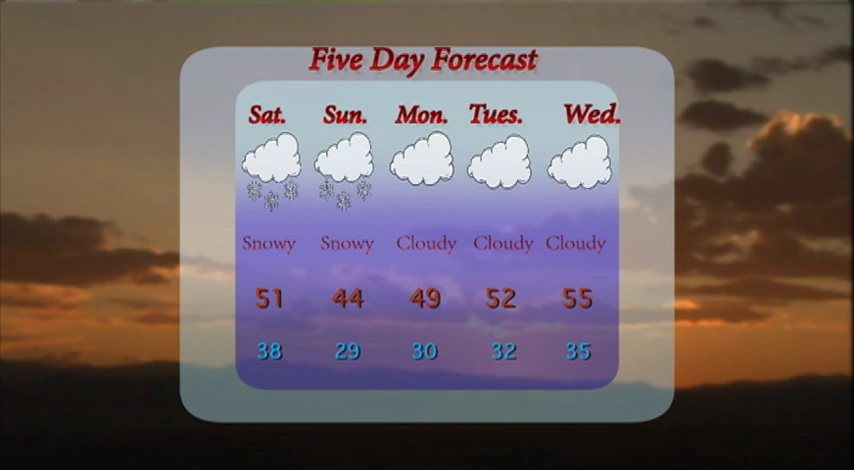 Five Day Forecast
Sat. Sun. Mon. Tues. Wed.
Snowy Snowy Cloudy Cloudy Cloudy
51 44 49 52 55
38 29 30 32 35